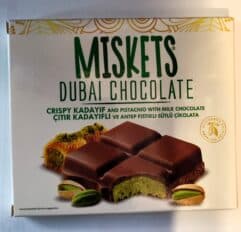 MISKETS
DUBAI CHOCOLATE
CRISPY KADAYIF AND PISTACHIO WITH MILK CHOCOLATE
ÇITIR KADAYIFLI VE ANTEP FISTIKLI SÜTLÜ ÇİKOLATA